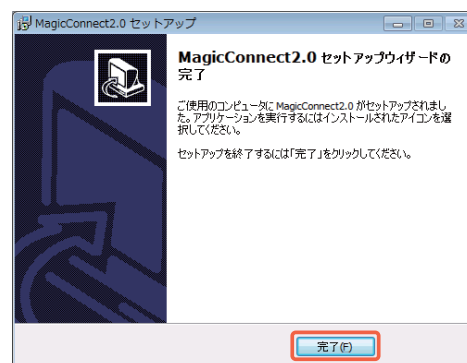 MagicConnect2.0 セットアップ
MagicConnect2.0 セットアップウィザードの
完了
ご使用のコンピュータに MagicConnect2.0 がセットアップされまし
た。アプリケーションを実行するにはインストールされたアイコンを選
択してください。
セットアップを終了するには「完了」をクリックしてください。
完了(F)